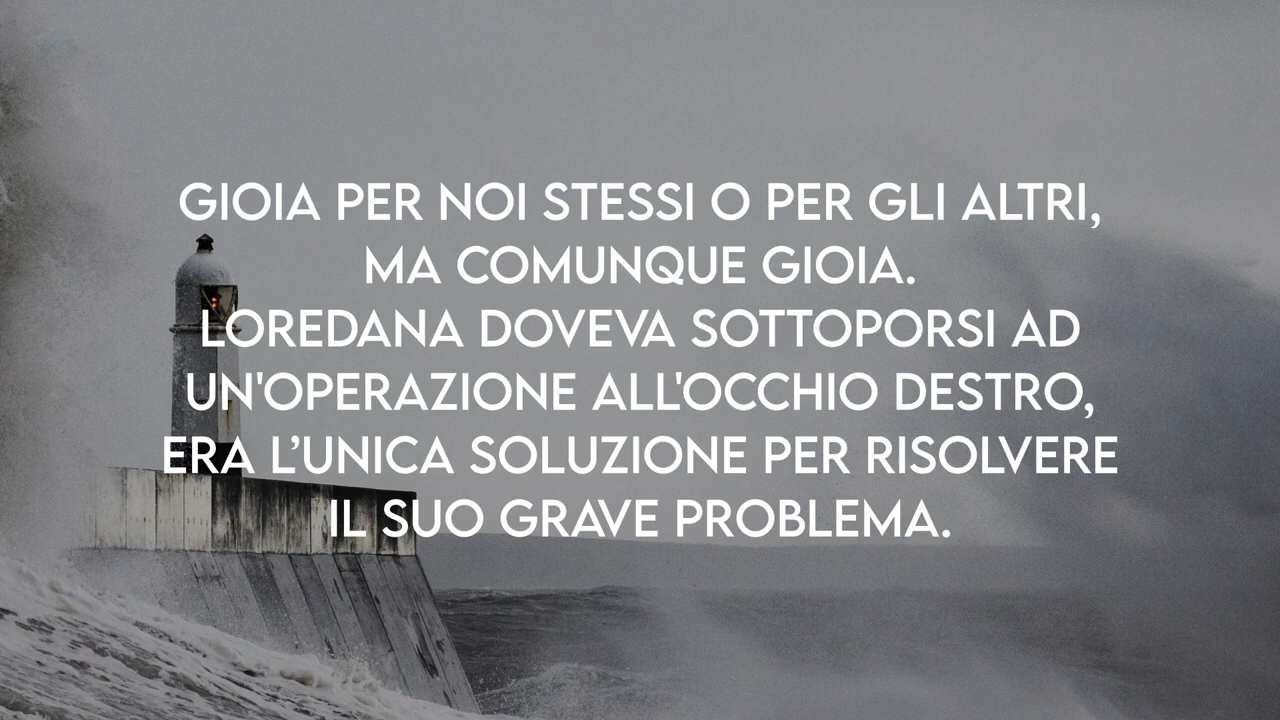 GIOIA PER NOI STESSI O PER GLI ALTRI,
MA COMUNQUE GIOIA.
LOREDANA DOVEVA SOTTOPORSI AD
UN'OPERAZIONE ALL'OCCHIO DESTRO,
ERA L’UNICA SOLUZIONE PER RISOLVERE
IL SUO GRAVE PROBLEMA.